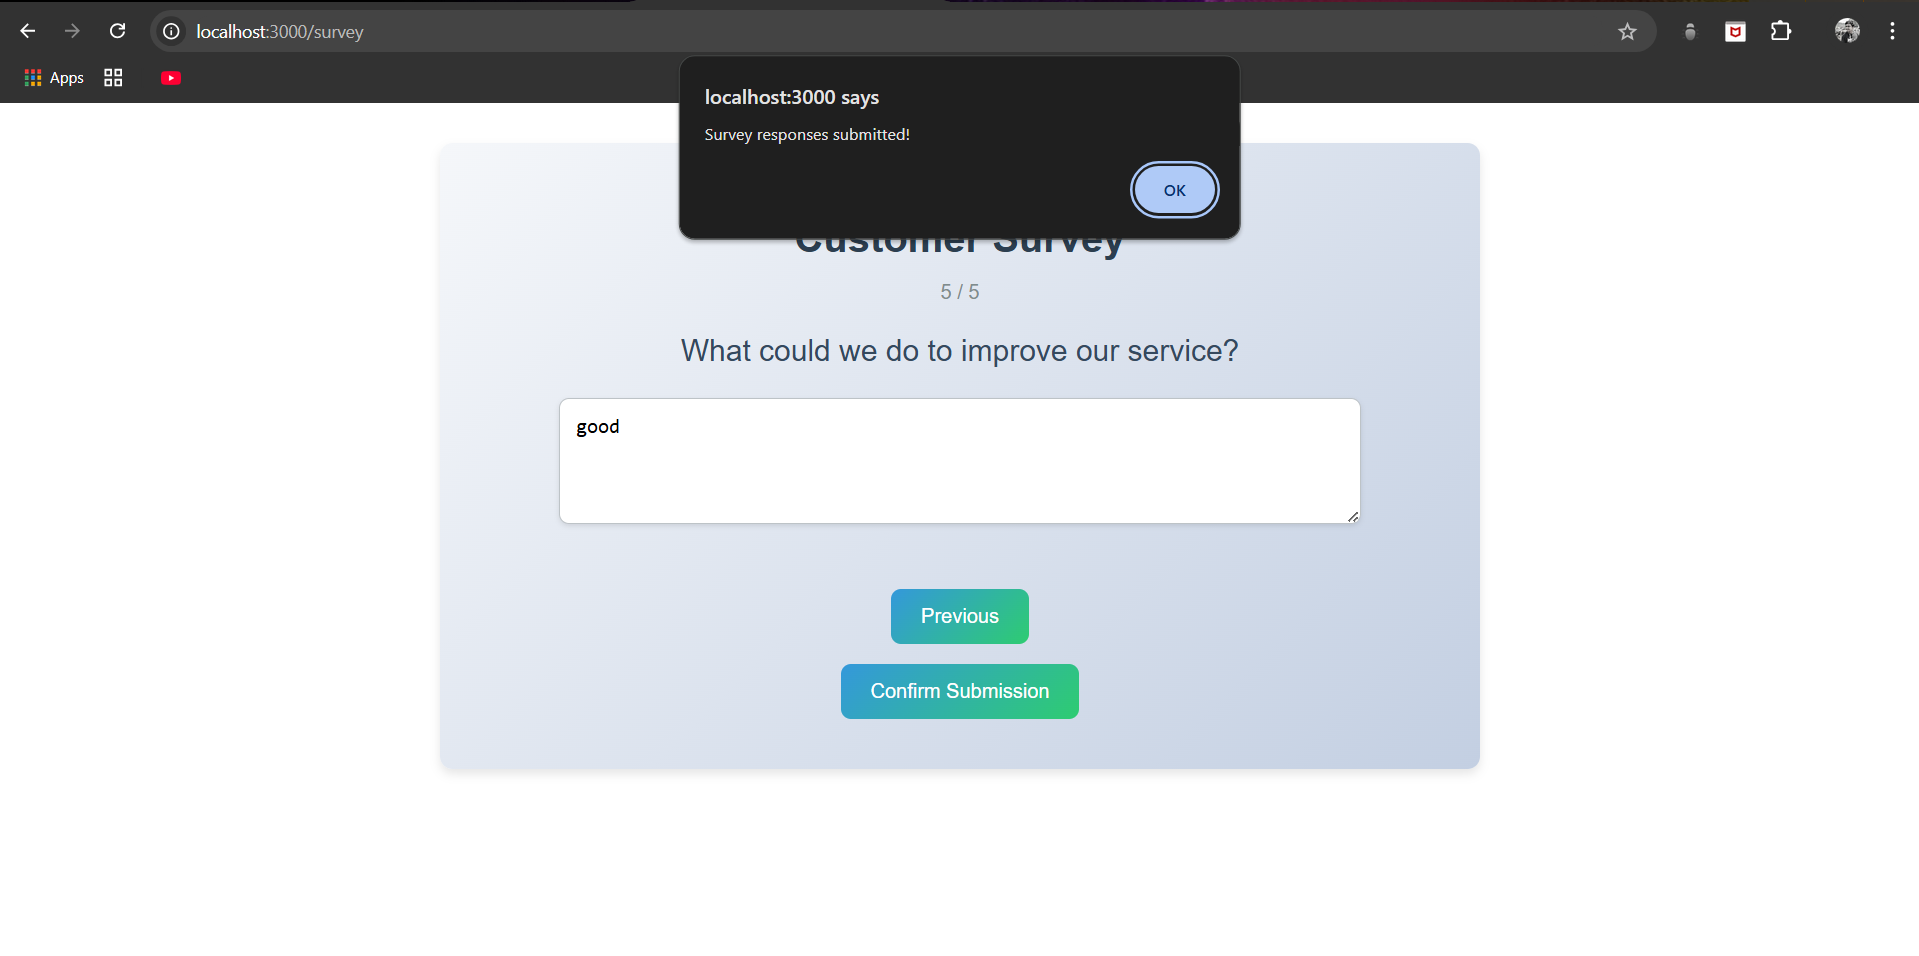 localhost:3000/survey
Apps
localhost:3000 says
Survey responses submitted!
OK
Customer Survey
5 / 5
What could we do to improve our service?
good
Previous
Confirm Submission